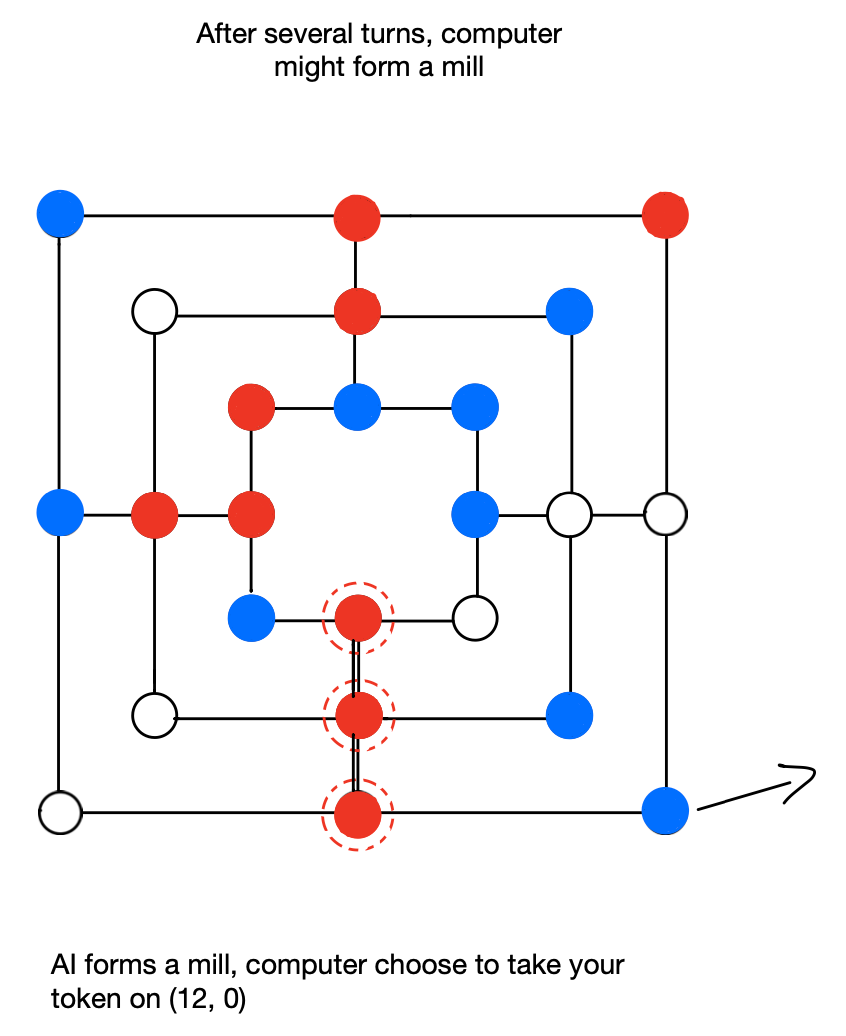 After several turns, computer
might form a mill
AI forms a mill, computer choose to take your
token on (12, 0)